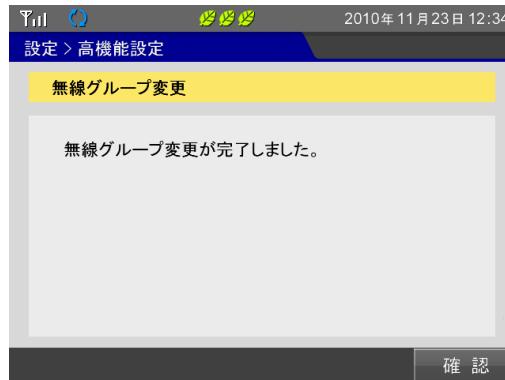 2010年11月23日 12:34
設定 > 高機能設定
無線グループ変更
無線グループ変更が完了しました。
確 認